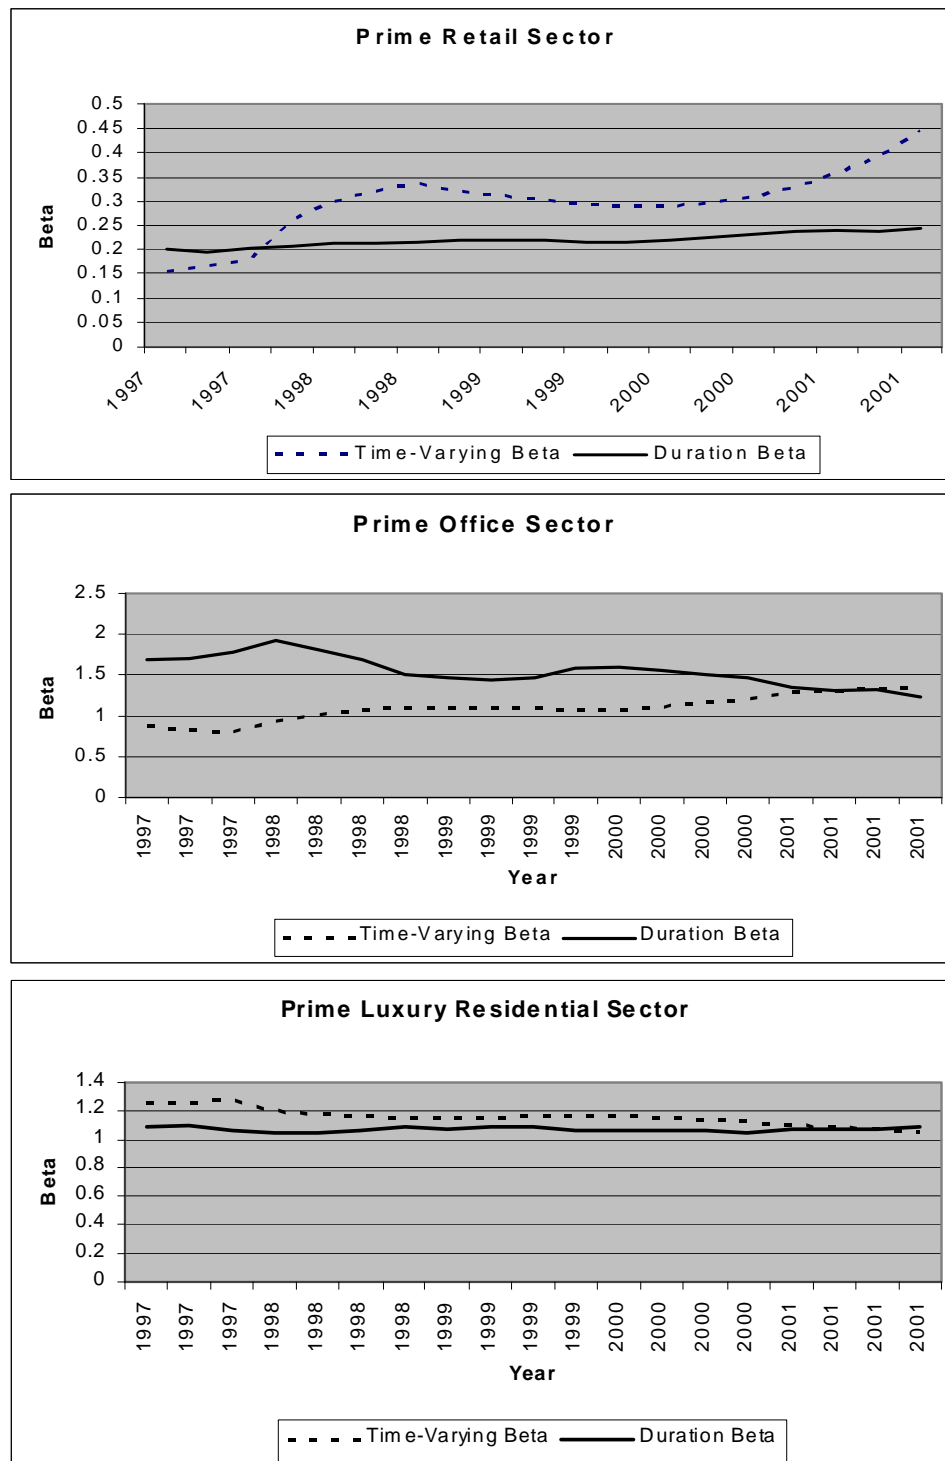 Prime Retail Sector
0.5
0.45
0.4
0.35
0.3
0.25
0.2
0.15
0.1
0.05
0
Beta
1997 1997 1998 1998 1999 1999 2000 2000 2001 2001
Time-Varying Beta Duration Beta
Prime Office Sector
2.5
2
1.5
1
0.5
0
Beta
1997 1997 1997 1998 1998 1998 1998 1999 1999 1999 1999 2000 2000 2000 2000 2001 2001 2001 2001
Year
Time-Varying Beta Duration Beta
Prime Luxury Residential Sector
1.4
1.2
1
0.8
0.6
0.4
0.2
0
Beta
1997 1997 1997 1998 1998 1998 1998 1999 1999 1999 1999 2000 2000 2000 2000 2001 2001 2001 2001
Year
Time-Varying Beta Duration Beta